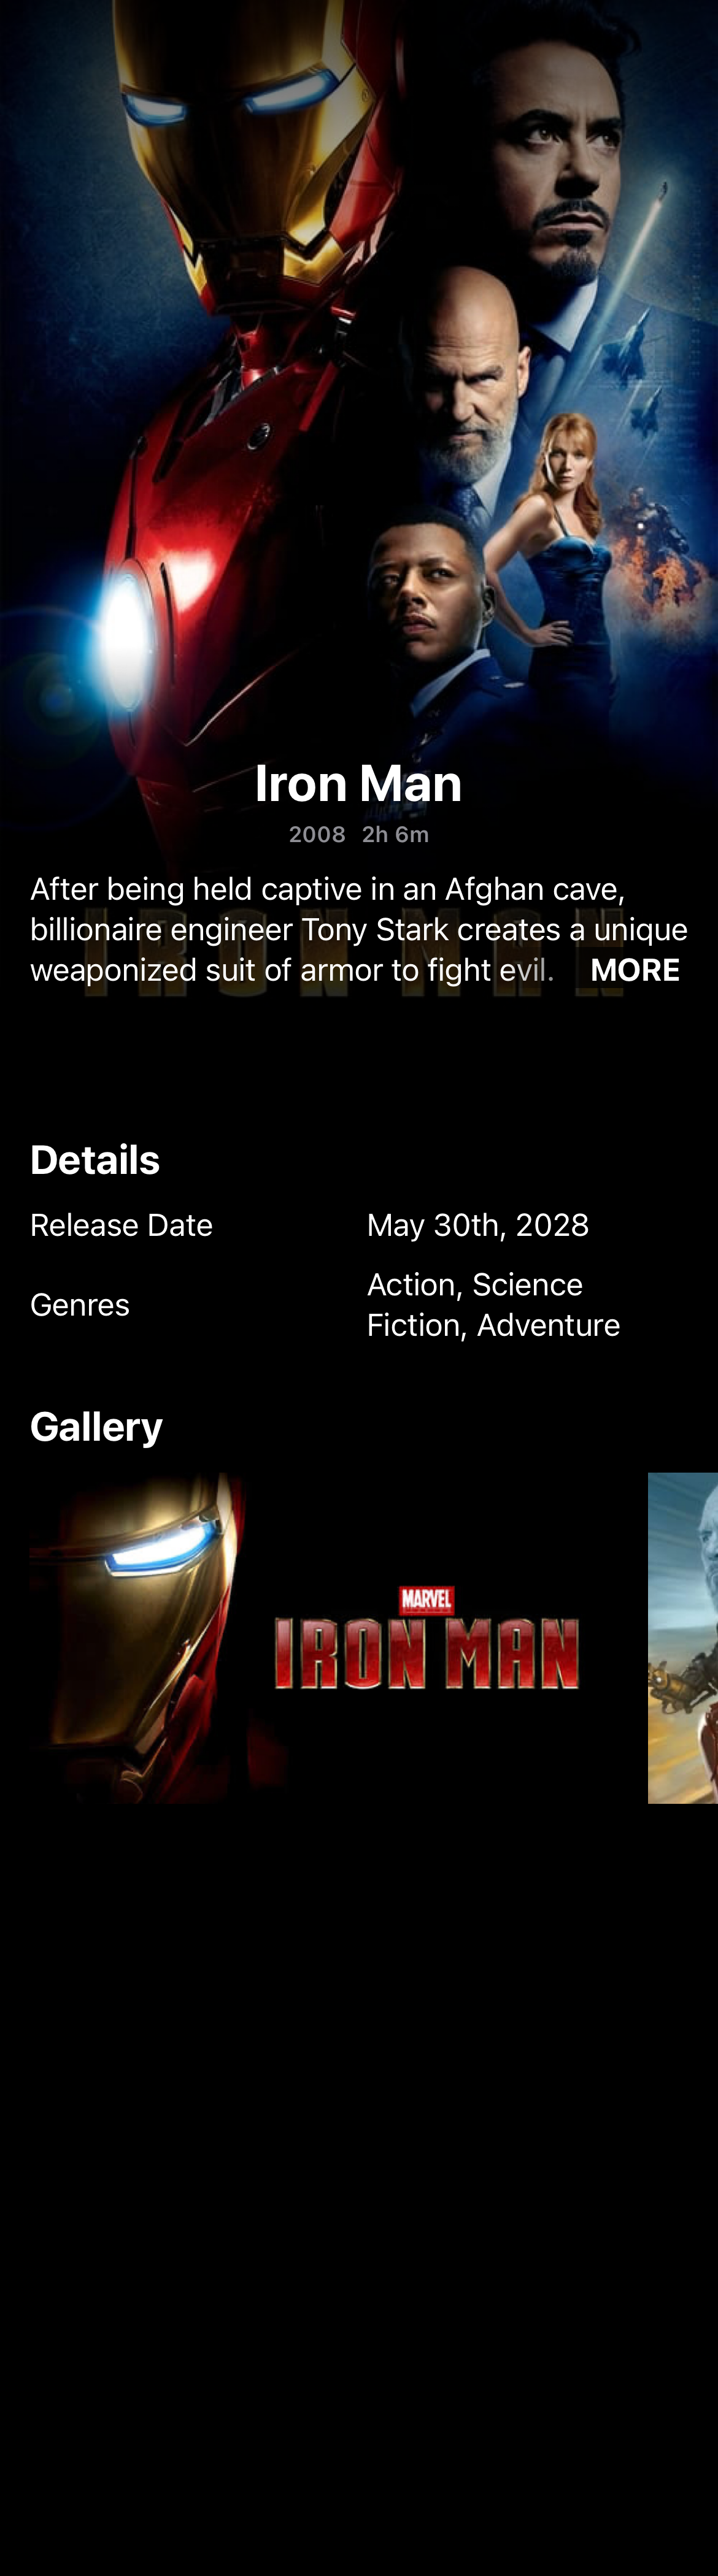 Iron Man
2008 2h 6m
After being held captive in an Afghan cave,
billionaire engineer Tony Stark creates a unique
weaponized suit of armor to fight evil. MORE
IRON MAN
Details
Release Date May 30th, 2028
Genres Action, Science
Fiction, Adventure
Gallery
MARVEL
IRON MAN